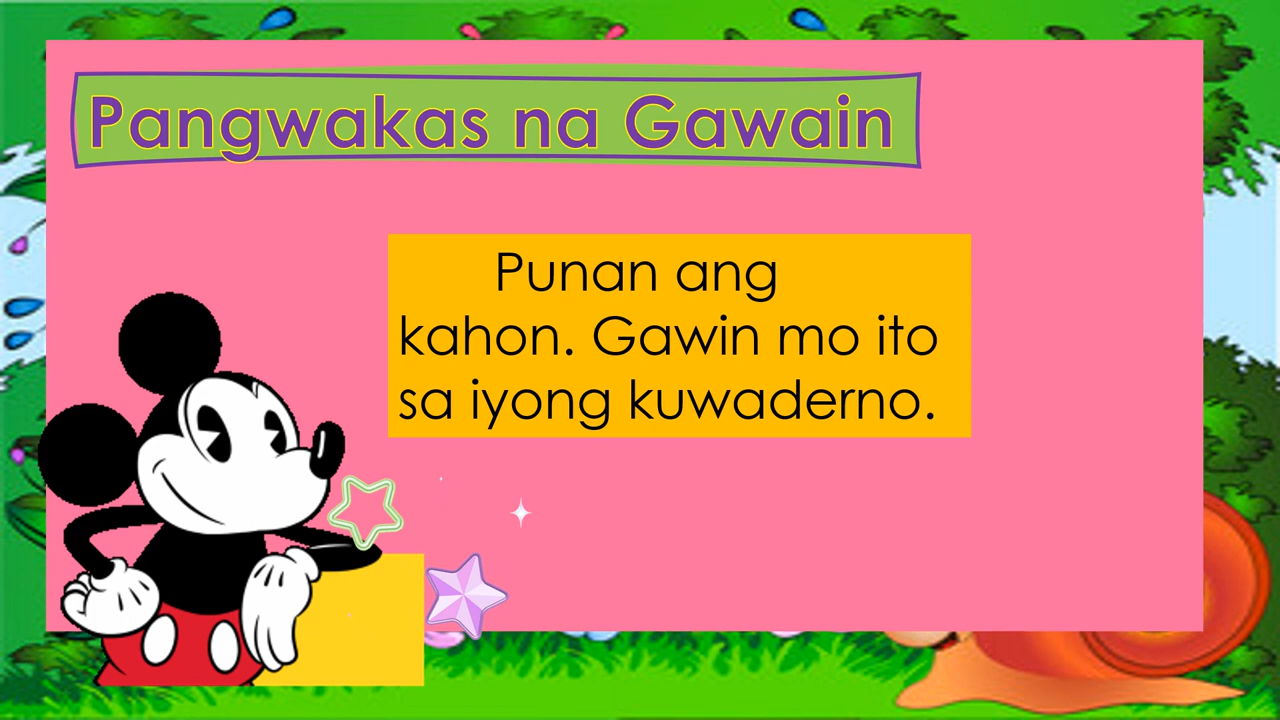 Pangwakas na Gawain
Punan ang
kahon. Gawin mo ito
sa iyong kuwaderno.